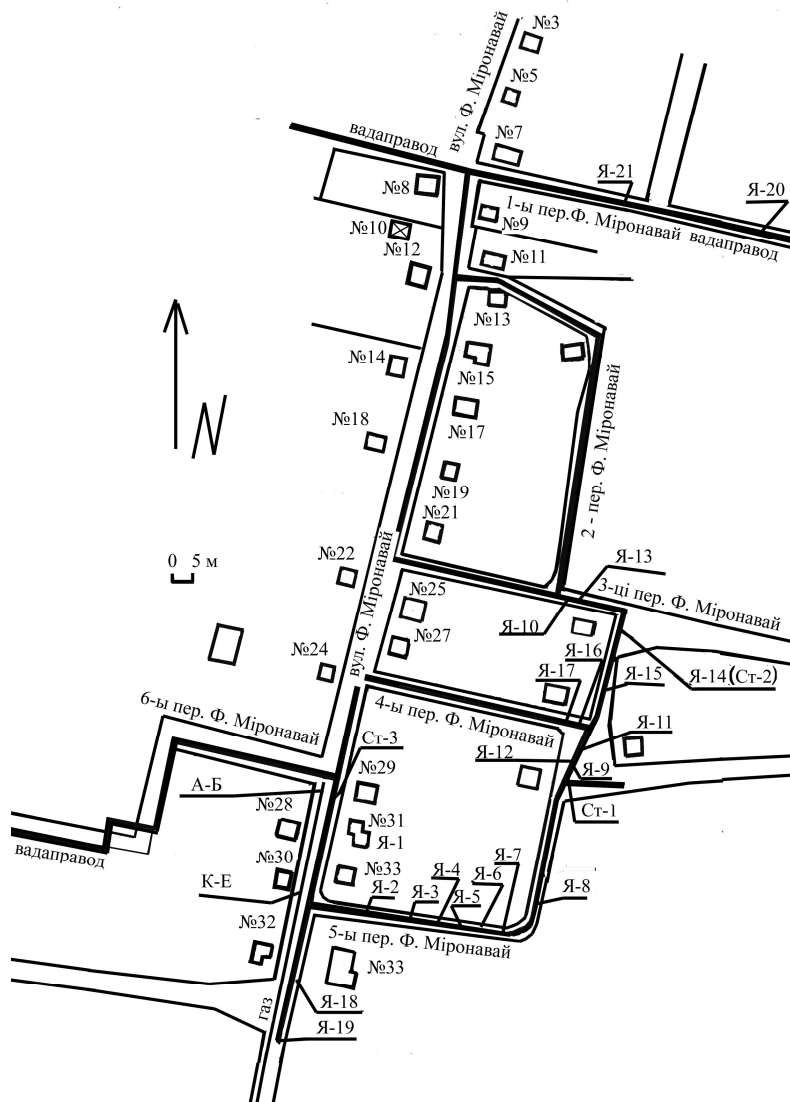 №3
вул. Ф. Міронавай
№5
№7
вадаправод
№8
Я-21
Я-20
1-ы пер.Ф. Міронавай вадаправод
№9
№10
№11
№12
№13
№14
№15
№17
2 - пер. Ф. Міронавай
№18
№19
№21
0 5 м
N
№22
вул. Ф. Міронавай
Я-13
3-ці пер. Ф. Міронавай
№25
Я-10
№27
Я-16
№24
Я-17
Я-15
Я-14 (Ст-2)
6-ы пер. Ф. Міронавай
4-ы пер. Ф. Міронавай
Я-11
Ст-3
Я-12
Я-9
А-Б
№29
Ст-1
№28
№31
Я-1
вадаправод
№30
№33
Я-7
Я-4
Я-6
К-Е
Я-2
Я-3
Я-5
Я-8
№32
5-ы пер. Ф. Міронавай
№33
газ
Я-18
Я-19